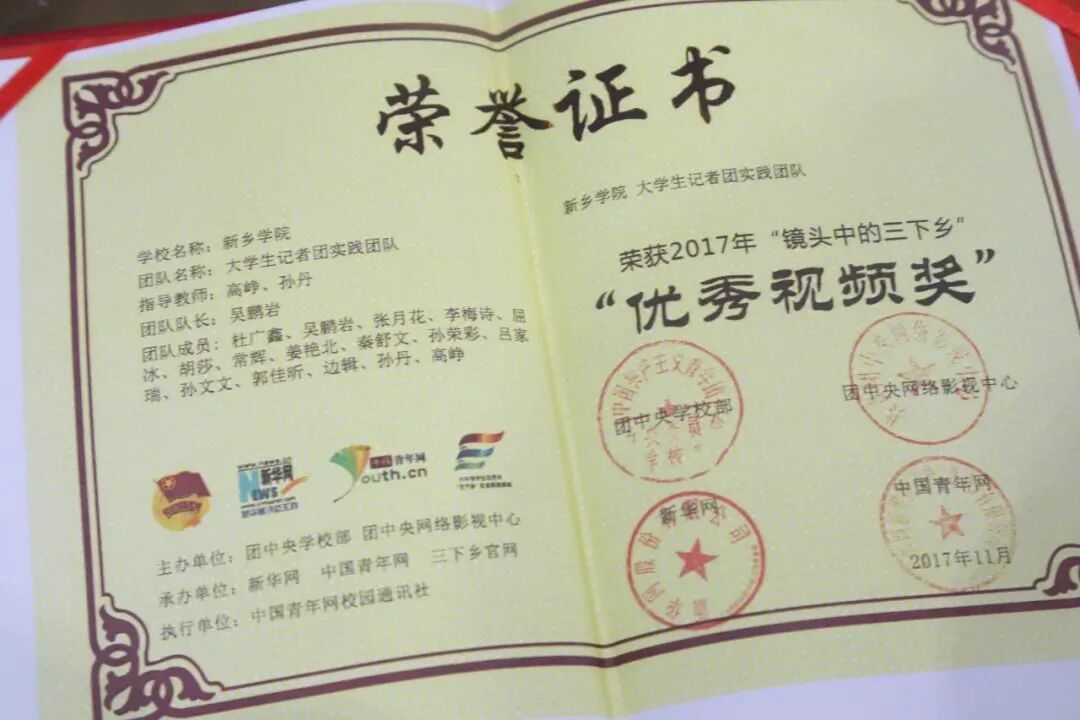 荣誉证书
学校名称：新乡学院
团队名称：大学生记者团实践团队
指导教师：高峥、孙丹
团队队长：吴鹏岩
团队成员：杜广鑫、吴鹏岩、张月花、李梅诗、屈
冰、胡莎、常辉、姜艳北、秦舒文、孙荣彩、吕家
瑞、孙文文、郭佳昕、边辑、孙丹、高峥
www.news.cn
新华网
NEWS
青年网
Youth.cn
主办单位：团中央学校部 团中央网络影视中心
承办单位：新华网 中国青年网 三下乡官网
执行单位：中国青年网校园通讯社
新乡学院 大学生记者团实践团队
荣获2017年“镜头中的三下乡“
“优秀视频奖”
团中央学校部
团中央网络影视中心
新华网
中国青年网
2017年11月